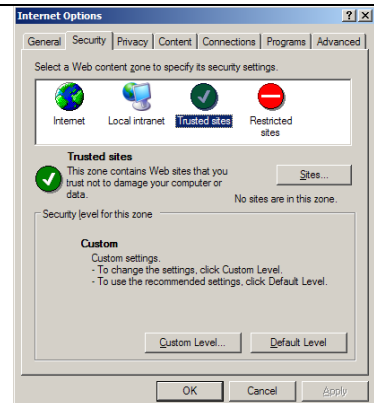 Internet Options
General Security Privacy Content Connections Programs Advanced
Select a Web content zone to specify its security settings.
Internet Local intranet Trusted sites Restricted
sites
Trusted sites
This zone contains Web sites that you
trust not to damage your computer or
data.
Sites...
No sites are in this zone.
Security level for this zone
Custom
Custom settings.
- To change the settings, click Custom Level.
- To use the recommended settings, click Default Level.
Custom Level... Default Level
OK Cancel Apply